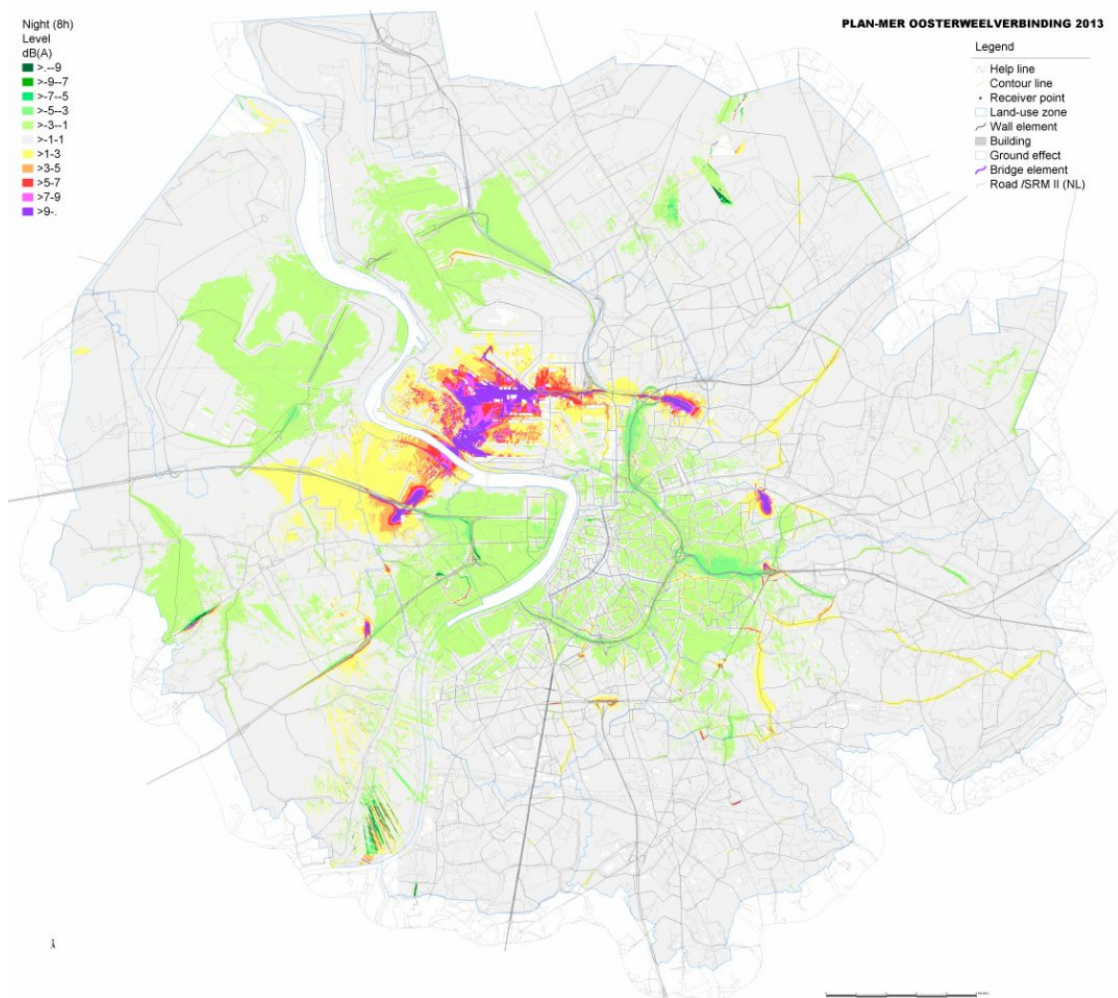 Night (8h)
Level
dB(A)
>.--9
>-9--7
>-7--5
>-5--3
>-3--1
>-1-1
>1-3
>3-5
>5-7
>7-9
>9-.
PLAN-MER OOSTERWEELVERBINDING 2013
Legend
Help line
Contour line
Receiver point
Land-use zone
Wall element
Building
Ground effect
Bridge element
Road /SRM II (NL)